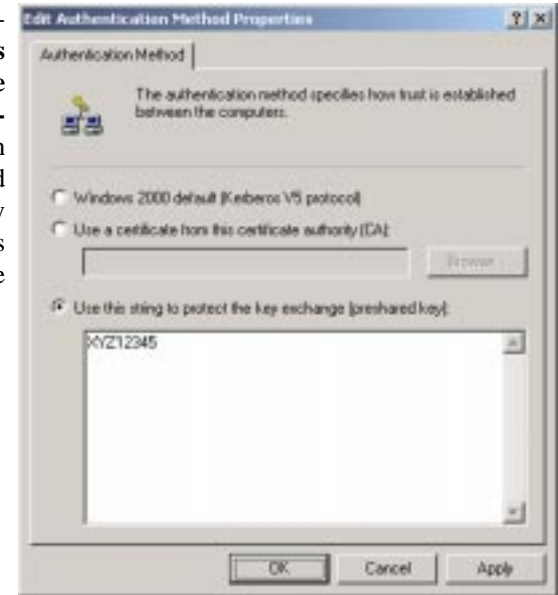 Edit Authentication Method Properties
Authentication Method
The authentication method specifies how trust is established
between the computers.
Windows 2000 default (Kerberos V5 protocol)
Use a certificate from this certificate authority (CA):
Browse...
Use this string to protect the key exchange (preshared key):
XYZ12345
OK Cancel Apply